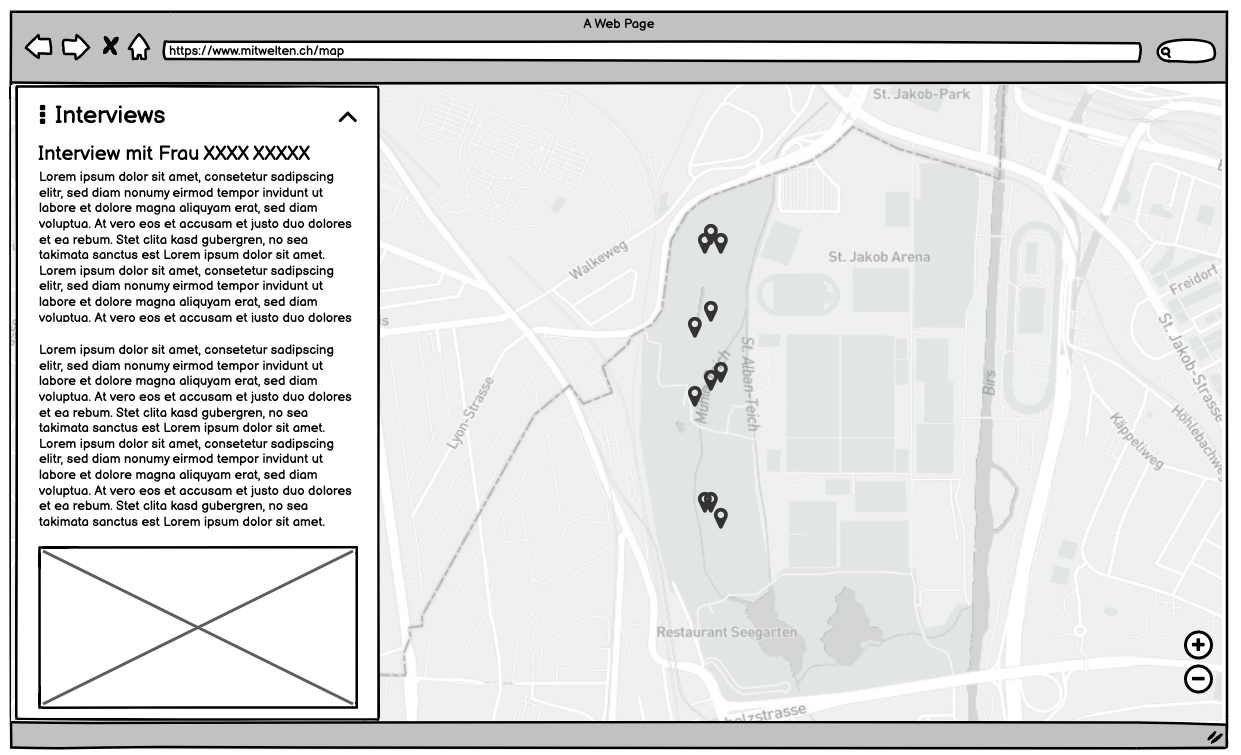 A Web Page
https://www.mitwelten.ch/map
Interviews
Interview mit Frau XXXX XXXXX
Lorem ipsum dolor sit amet, consetetur sadipscing
elitr, sed diam nonumy eirmod tempor invidunt ut
labore et dolore magna aliquyam erat, sed diam
voluptua. At vero eos et accusam et justo duo dolores
et ea rebum. Stet clita kasd gubergren, no sea
takimata sanctus est Lorem ipsum dolor sit amet.
Lorem ipsum dolor sit amet, consetetur sadipscing
elitr, sed diam nonumy eirmod tempor invidunt ut
labore et dolore magna aliquyam erat, sed diam
voluptua. At vero eos et accusam et justo duo dolores
Lorem ipsum dolor sit amet, consetetur sadipscing
elitr, sed diam nonumy eirmod tempor invidunt ut
labore et dolore magna aliquyam erat, sed diam
voluptua. At vero eos et accusam et justo duo dolores
et ea rebum. Stet clita kasd gubergren, no sea
takimata sanctus est Lorem ipsum dolor sit amet.
Lorem ipsum dolor sit amet, consetetur sadipscing
elitr, sed diam nonumy eirmod tempor invidunt ut
labore et dolore magna aliquyam erat, sed diam
voluptua. At vero eos et accusam et justo duo dolores
et ea rebum. Stet clita kasd gubergren, no sea
takimata sanctus est Lorem ipsum dolor sit amet.
St. Jakob-Park
Walkeweg
St. Jakob Arena
Freidorf
St. Jakobs-Strasse
St. Alban-Teich
Birs
Lyon-Strasse
Käppeliweg
Restaurant Seegarten